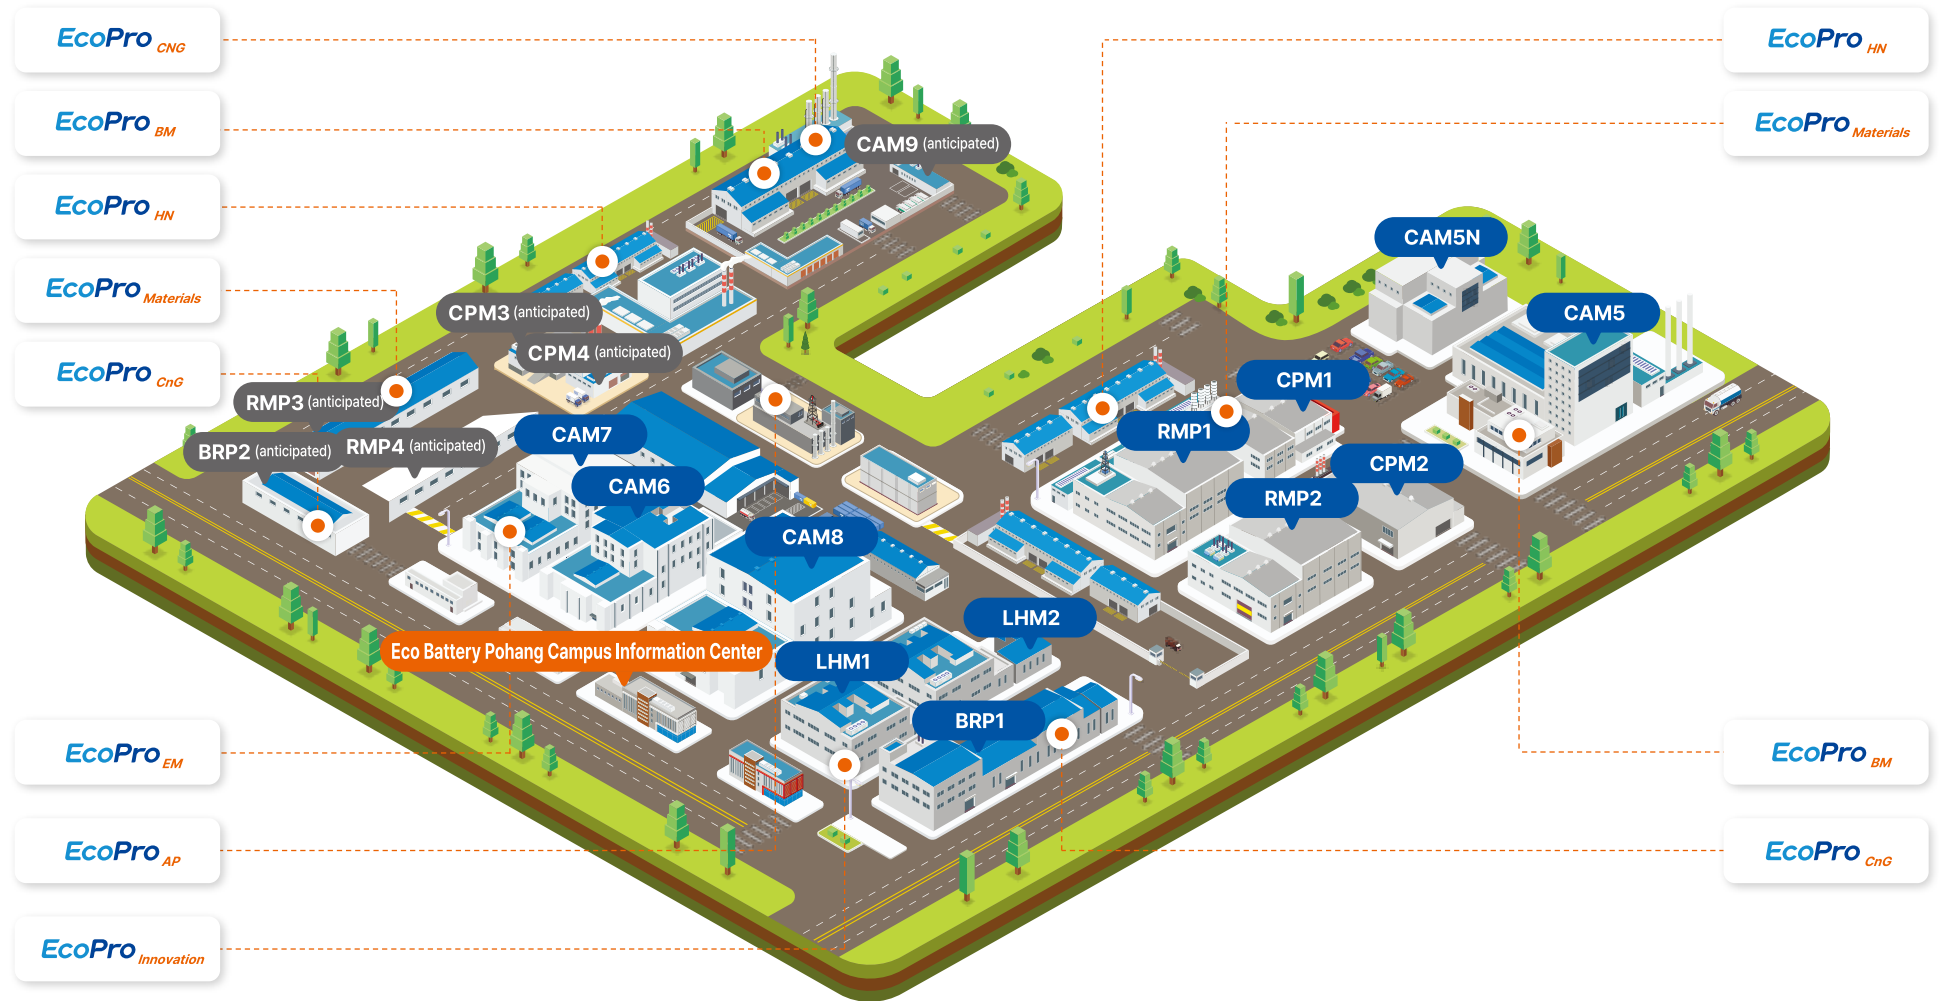 EcoPro CNG
EcoPro BM
EcoPro HN
EcoPro Materials
EcoPro CnG
EcoPro EM
EcoPro AP
EcoPro Innovation
EcoPro HN
EcoPro Materials
EcoPro BM
EcoPro CnG
CAM9 (anticipated)
CPM3 (anticipated)
CPM4 (anticipated)
RMP3 (anticipated)
BRP2 (anticipated)
RMP4 (anticipated)
CAM7
CAM6
CAM8
Eco Battery Pohang Campus Information Center
LHM1
LHM2
BRP1
CAM5N
CAM5
CPM1
RMP1
CPM2
RMP2